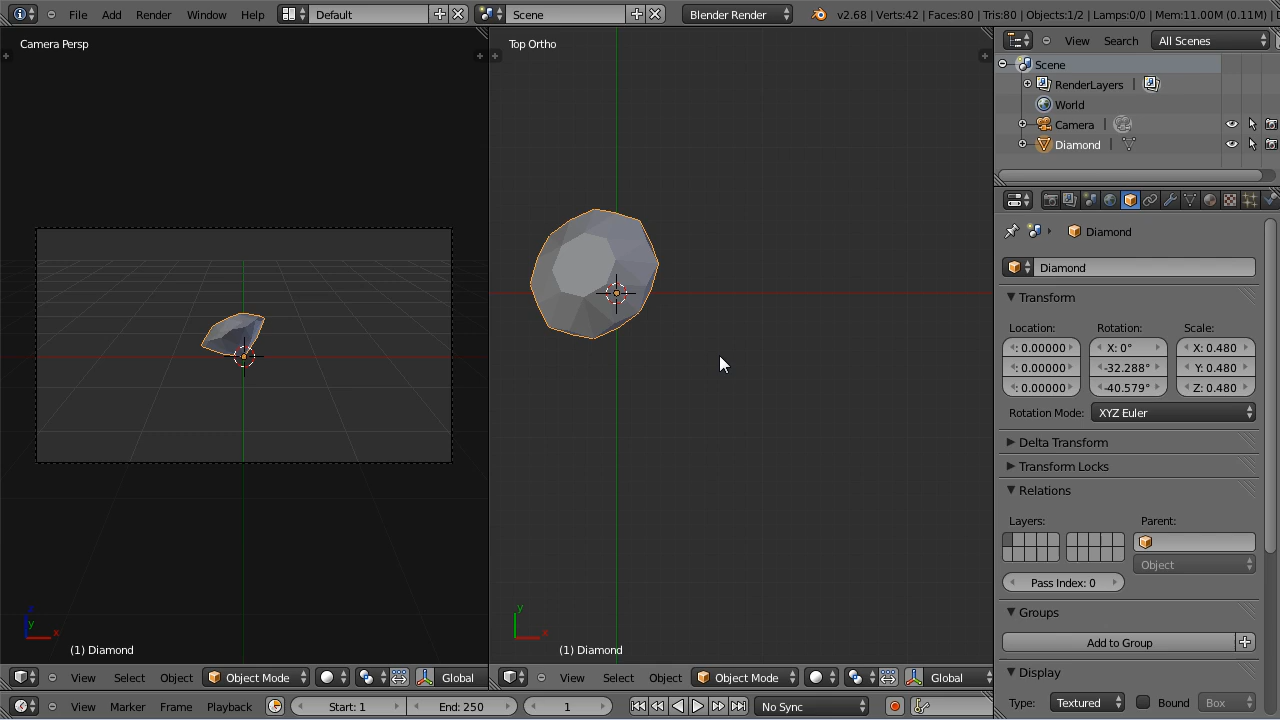 File Add Render Window Help Default Scene Blender Render v2.68 | Verts:42 | Faces:80 | Tris:80 | Objects:1/2 | Lamps:0/0 | Mem:11.00M (0.11M) |
Camera Persp
Top Ortho
View Search All Scenes
Scene
RenderLayers |
World
Camera |
Diamond |
Diamond
Diamond
Transform
Location: Rotation: Scale:
: 0.00000 X: 0° X: 0.480
: 0.00000 -32.288° Y: 0.480
: 0.00000 -40.579° Z: 0.480
Rotation Mode: XYZ Euler
Delta Transform
Transform Locks
Relations
Layers: Parent:
Object
Pass Index: 0
Groups
Add to Group
Display
Type: Textured Bound Box
y
x
(1) Diamond
y
x
(1) Diamond
View Select Object Object Mode Global
View Select Object Object Mode Global
View Marker Frame Playback Start: 1 End: 250 1 No Sync